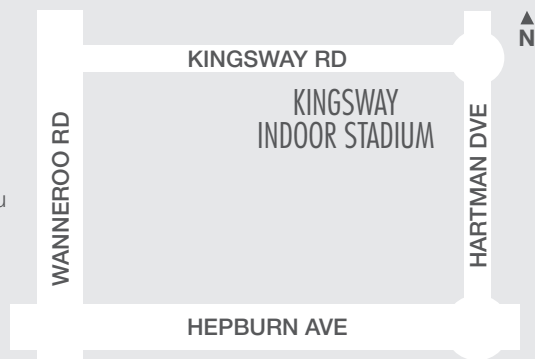 N
KINGSWAY RD
KINGSWAY
INDOOR STADIUM
WANNEROO RD
HARTMAN DVE
u
HEPBURN AVE